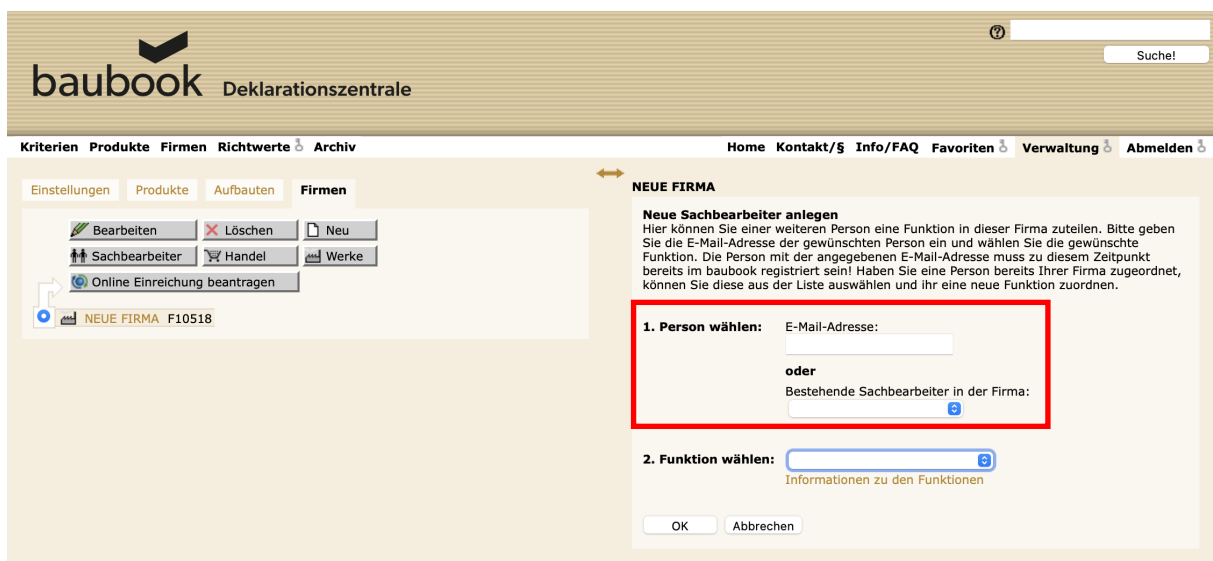 Suche!
baubook Deklarationszentrale
Kriterien Produkte Firmen Richtwerte Archiv
Home Kontakt/§ Info/FAQ Favoriten Verwaltung Abmelden
Einstellungen Produkte Aufbauten Firmen
Bearbeiten Löschen Neu
Sachbearbeiter Handel Werke
Online Einreichung beantragen
NEUE FIRMA F10518
NEUE FIRMA
Neue Sachbearbeiter anlegen
Hier können Sie einer weiteren Person eine Funktion in dieser Firma zuteilen. Bitte geben
Sie die E-Mail-Adresse der gewünschten Person ein und wählen Sie die gewünschte
Funktion. Die Person mit der angegebenen E-Mail-Adresse muss zu diesem Zeitpunkt
bereits im baubook registriert sein! Haben Sie eine Person bereits Ihrer Firma zugeordnet,
können Sie diese aus der Liste auswählen und ihr eine neue Funktion zuordnen.
1. Person wählen: E-Mail-Adresse:
oder
Bestehende Sachbearbeiter in der Firma:
2. Funktion wählen:
Informationen zu den Funktionen
OK Abbrechen